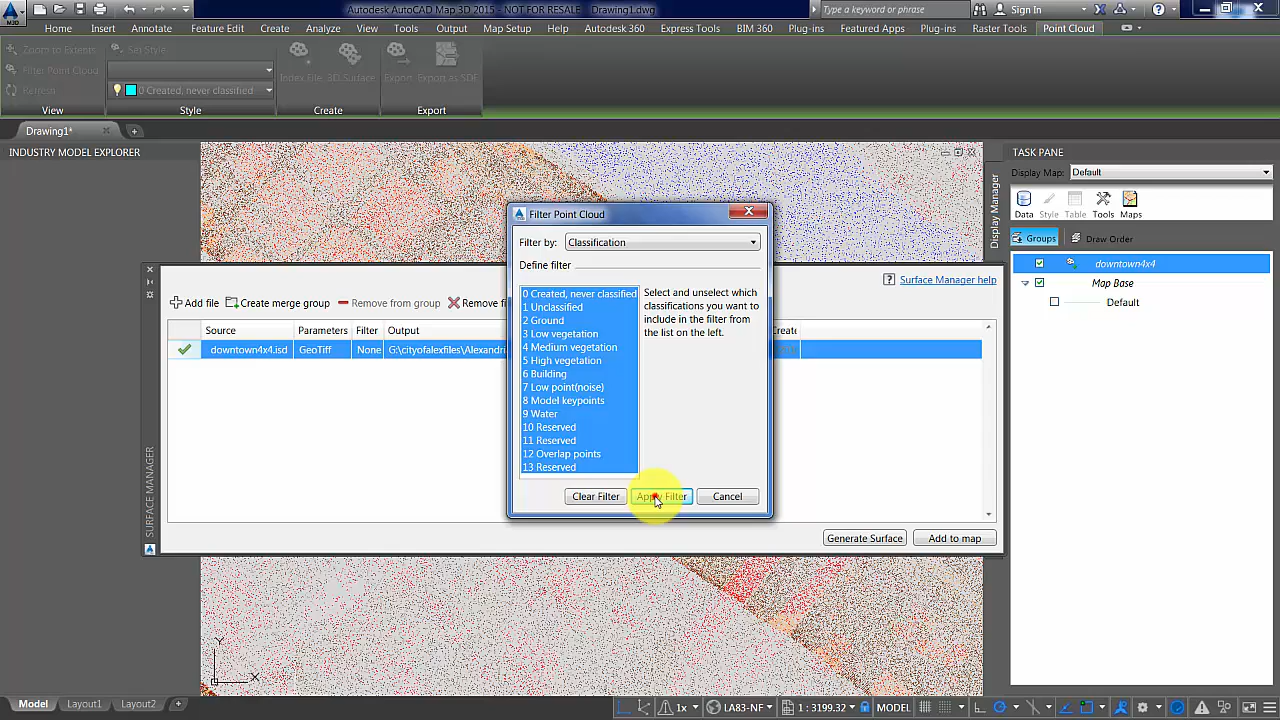 Autodesk AutoCAD Map 3D 2015 - NOT FOR RESALE Drawing1.dwg
Type a keyword or phrase
Sign In
M3D
Home Insert Annotate Feature Edit Create Analyze View Tools Output Map Setup Help Autodesk 360 Express Tools BIM 360 Plug-ins Featured Apps Plug-ins Raster Tools Point Cloud
Zoom to Extents
Filter Point Cloud
Refresh
Set Style
0 Created, never classified
Index File 3D Surface
Export Export as SDF
View Style Create Export
Drawing1*
INDUSTRY MODEL EXPLORER
TASK PANE
Display Map: Default
Data Style Table Tools Maps
Display Manager
Groups Draw Order
downtown4x4
Map Base
Default
Surface Manager help
Add file Create merge group Remove from group
Source Parameters Filter Output
downtown4x4.isd GeoTiff None
SURFACE MANAGER
Generate Surface Add to map
Filter Point Cloud
Filter by: Classification
Define filter
0 Created, never classified
1 Unclassified
2 Ground
3 Low vegetation
4 Medium vegetation
5 High vegetation
6 Building
7 Low point(noise)
8 Model keypoints
9 Water
10 Reserved
11 Reserved
12 Overlap points
13 Reserved
Select and unselect which
classifications you want to
include in the filter from
the list on the left.
Clear Filter Apply Filter Cancel
Y
X
Model Layout1 Layout2
1x LA83-NF 1 : 3199.32 MODEL